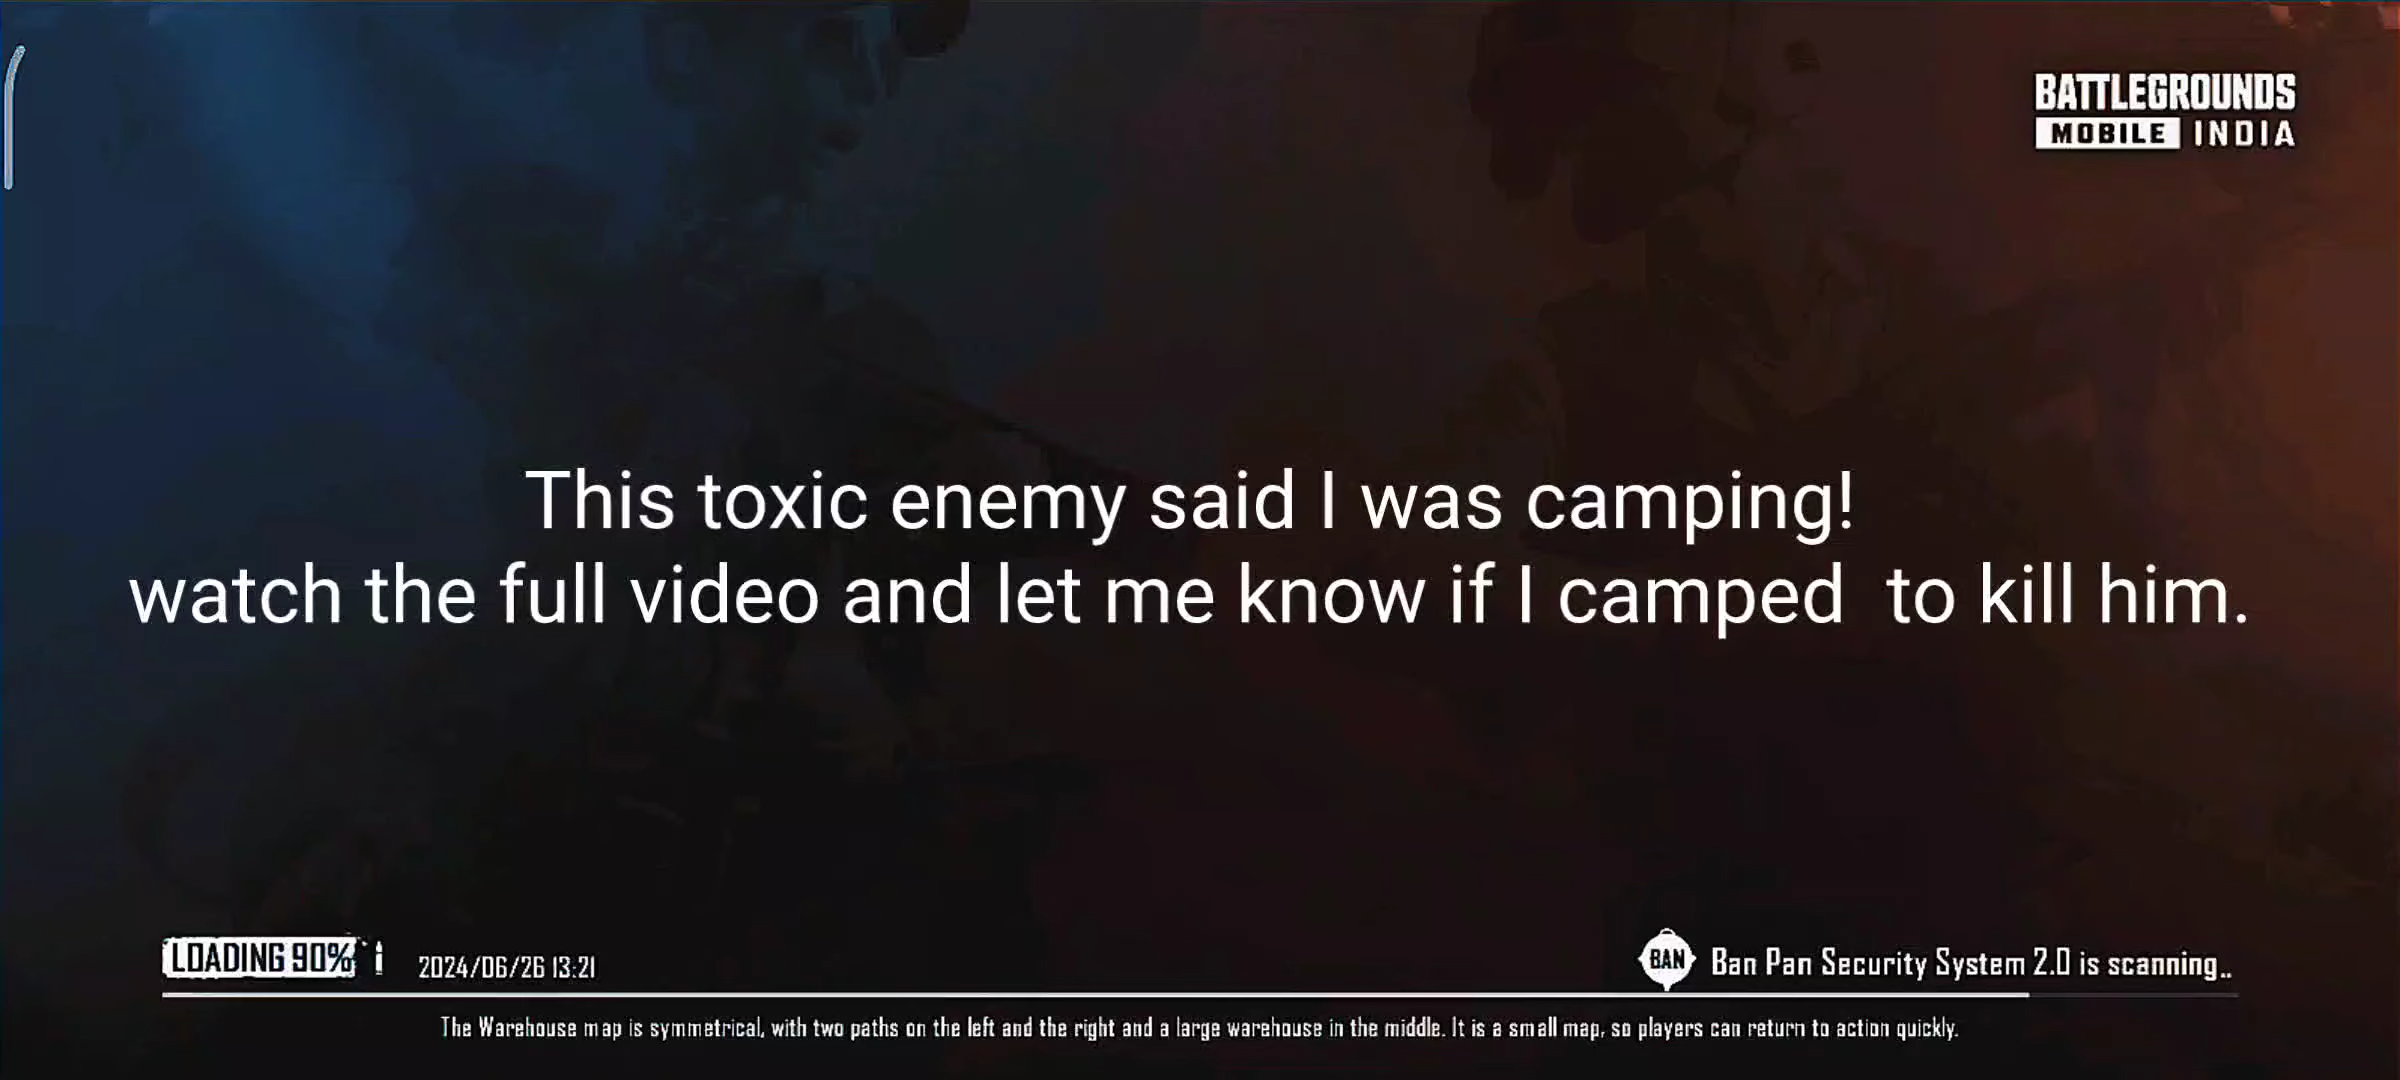 BATTLEGROUNDS
MOBILE INDIA
This toxic enemy said I was camping!
watch the full video and let me know if I camped  to kill him.
LOADING 90%
2024/06/26 13:21
BAN
Ban Pan Security System 2.0 is scanning..
The Warehouse map is symmetrical, with two paths on the left and the right and a large warehouse in the middle. It is a small map, so players can return to action quickly.